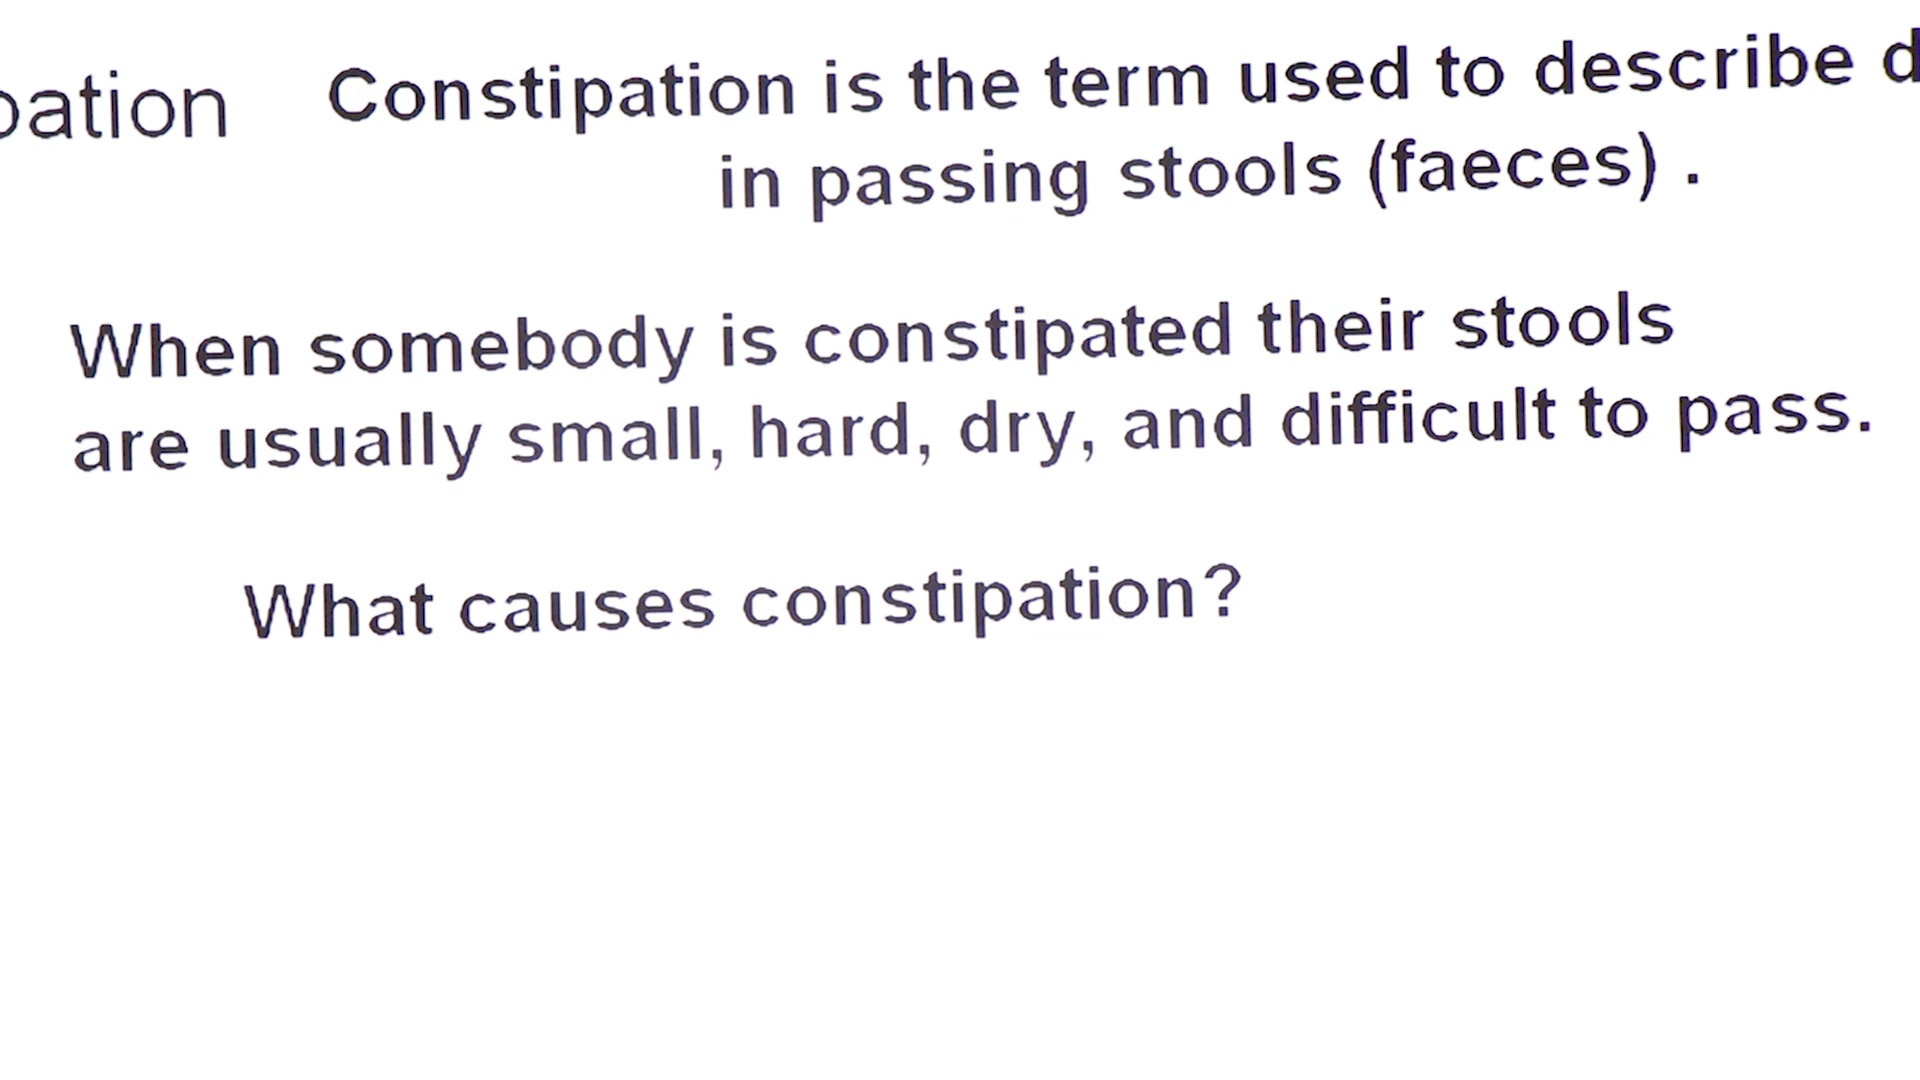 Constipation is the term used to describe
in passing stools (faeces) .
When somebody is constipated their stools
are usually small, hard, dry, and difficult to pass.
What causes constipation?